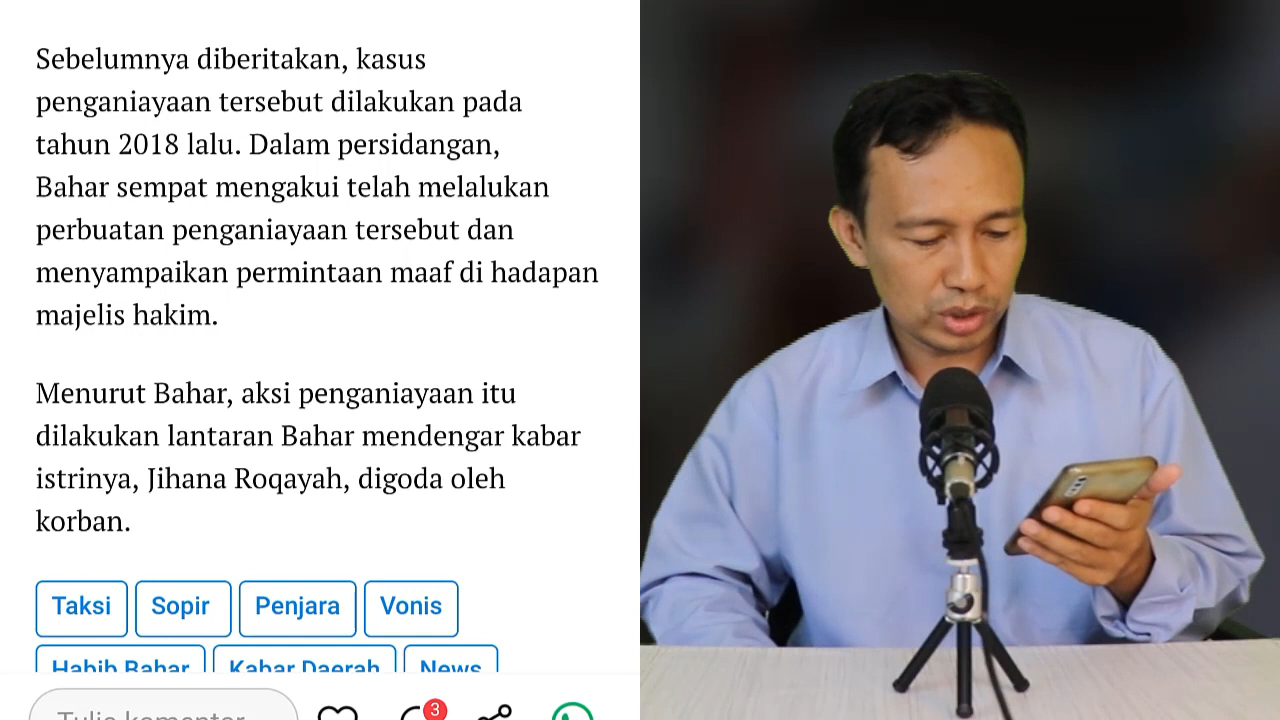 Sebelumnya diberitakan, kasus
penganiayaan tersebut dilakukan pada
tahun 2018 lalu. Dalam persidangan,
Bahar sempat mengakui telah melalukan
perbuatan penganiayaan tersebut dan
menyampaikan permintaan maaf di hadapan
majelis hakim.
Menurut Bahar, aksi penganiayaan itu
dilakukan lantaran Bahar mendengar kabar
istrinya, Jihana Roqayah, digoda oleh
korban.
Taksi Sopir Penjara Vonis
Habib Bahar Kabar Daerah News
Tulis komentar 3